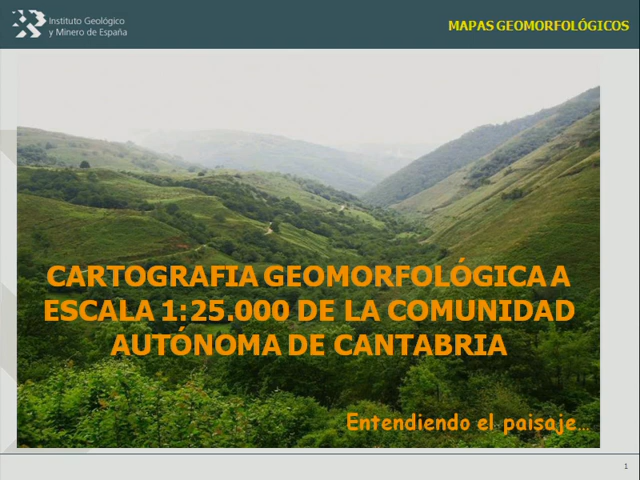 Instituto Geológico
y Minero de España
MAPAS GEOMORFOLÓGICOS
CARTOGRAFIA GEOMORFOLÓGICA A
ESCALA 1:25.000 DE LA COMUNIDAD
AUTÓNOMA DE CANTABRIA
Entendiendo el paisaje...
1